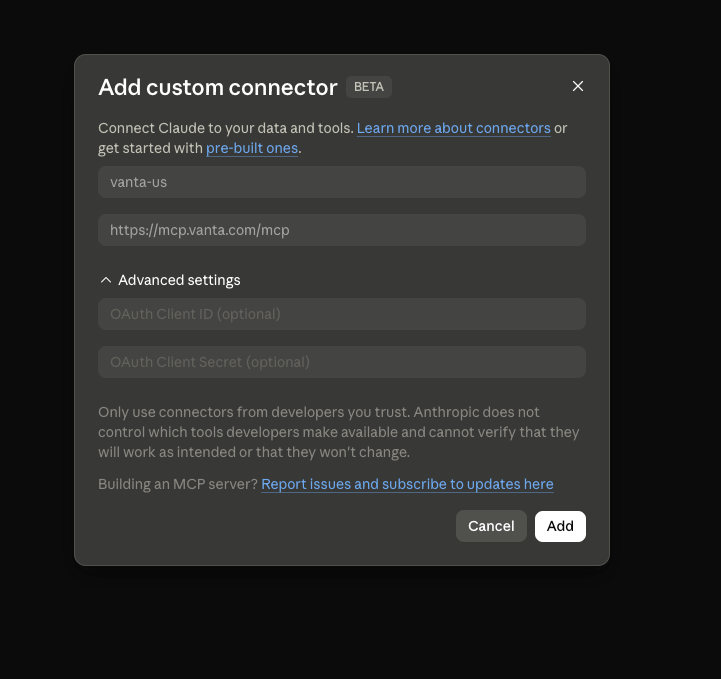 Add custom connector BETA
Connect Claude to your data and tools. Learn more about connectors or
get started with pre-built ones.
vanta-us
https://mcp.vanta.com/mcp
Advanced settings
OAuth Client ID (optional)
OAuth Client Secret (optional)
Only use connectors from developers you trust. Anthropic does not
control which tools developers make available and cannot verify that they
will work as intended or that they won't change.
Building an MCP server? Report issues and subscribe to updates here
Cancel Add